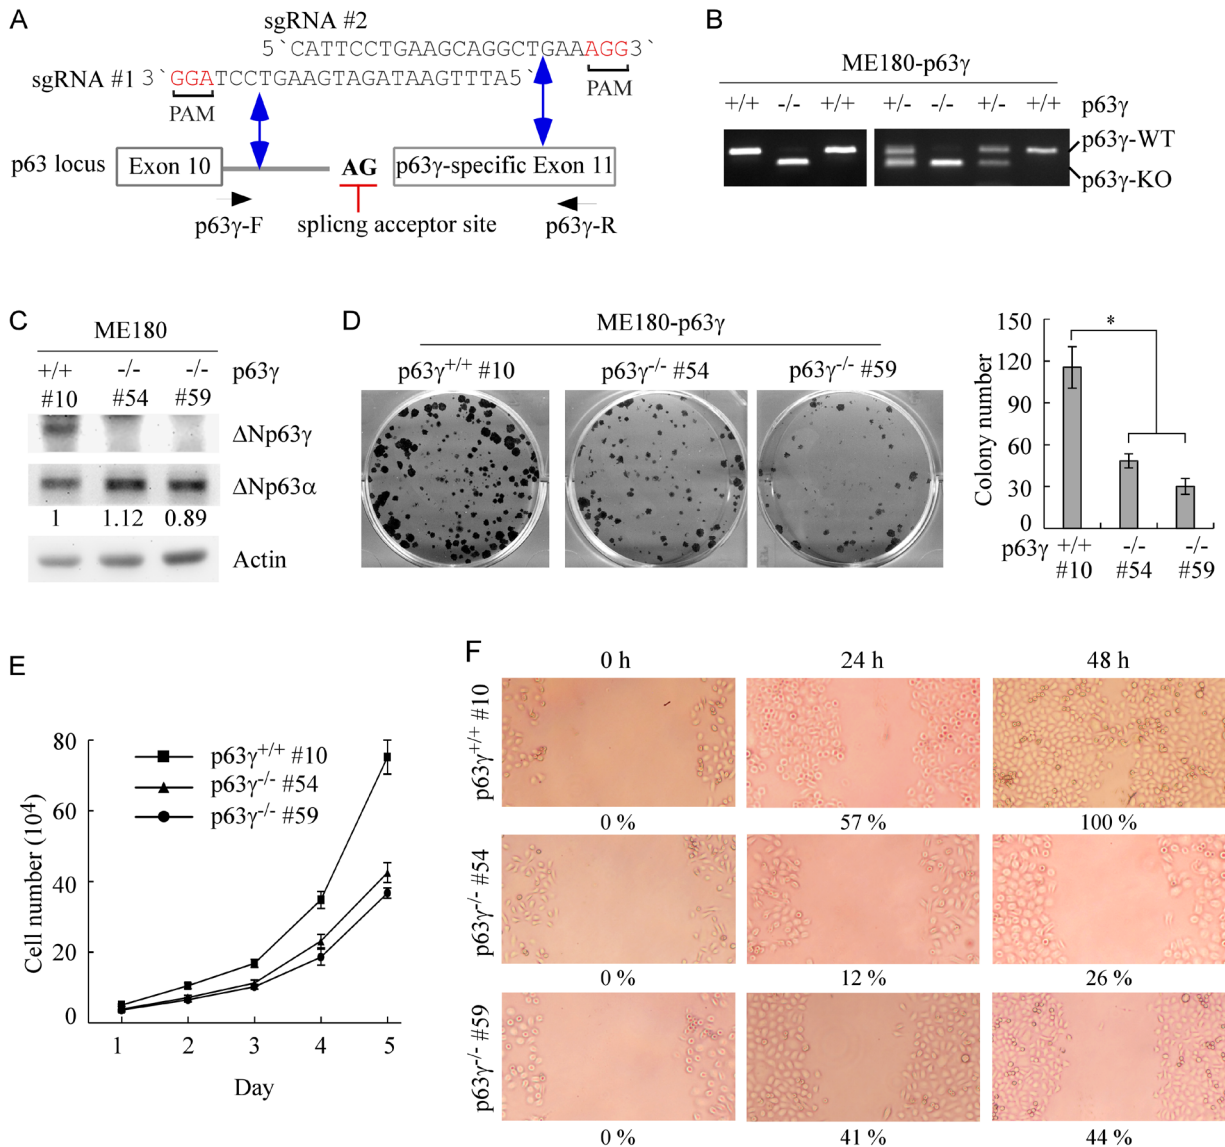 A
sgRNA #2
5`CATTCCTGAAGCAGGCTGAAAGG3`
sgRNA #1 3`GGATCCTGAAGTAGATAAGTTTA5`
PAM
PAM
p63 locus Exon 10 AG p63γ-specific Exon 11
p63γ-F splicng acceptor site p63γ-R
B
ME180-p63γ
+/+ -/- +/+ +/- -/- +/- +/+ p63γ
p63γ-WT
p63γ-KO
C
ME180
+/+ -/- -/- p63γ
#10 #54 #59
ΔNp63γ
ΔNp63α
1 1.12 0.89
Actin
D
ME180-p63γ
p63γ+/+ #10 p63γ-/- #54 p63γ-/- #59
150
120
90
60
30
0
Colony number
*
p63γ +/+ -/- -/-
#10 #54 #59
E
80
60
40
20
0
Cell number (10⁴)
p63γ+/+ #10
p63γ-/- #54
p63γ-/- #59
1 2 3 4 5
Day
F
0 h 24 h 48 h
p63γ+/+ #10
0 % 57 % 100 %
p63γ-/- #54
0 % 12 % 26 %
p63γ-/- #59
0 % 41 % 44 %